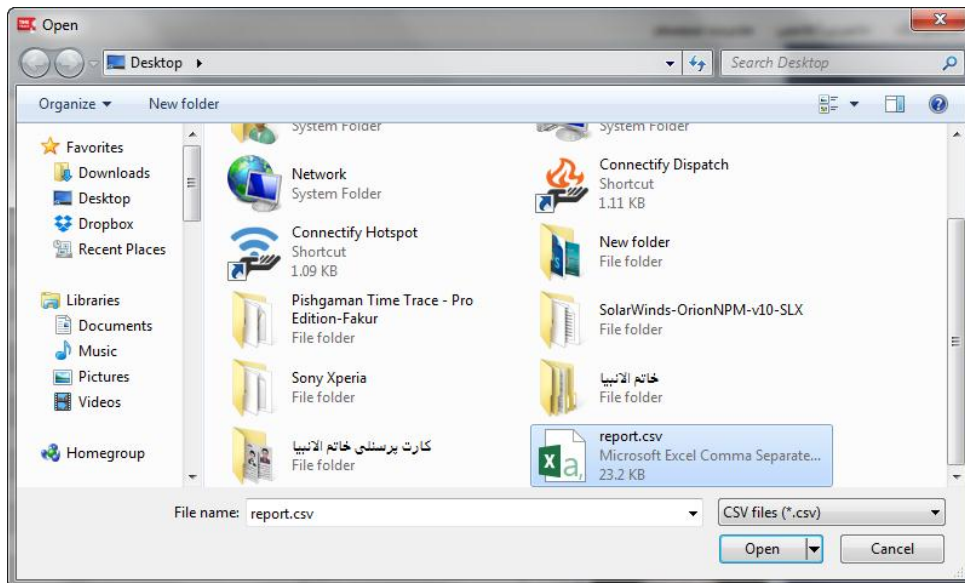 Open
Desktop
Search Desktop
Organize
New folder
Favorites
Downloads
Desktop
Dropbox
Recent Places
Libraries
Documents
Music
Pictures
Videos
Homegroup
System Folder
System Folder
Network
System Folder
Connectify Dispatch
Shortcut
1.11 KB
Connectify Hotspot
Shortcut
1.09 KB
New folder
File folder
Pishgaman Time Trace - Pro
Edition-Fakur
File folder
SolarWinds-OrionNPM-v10-SLX
File folder
Sony Xperia
File folder
خاتم الانبیا
File folder
کارت پرسنلی خاتم الانبیا
File folder
report.csv
Microsoft Excel Comma Separate...
23.2 KB
File name:
report.csv
CSV files (*.csv)
Open
Cancel